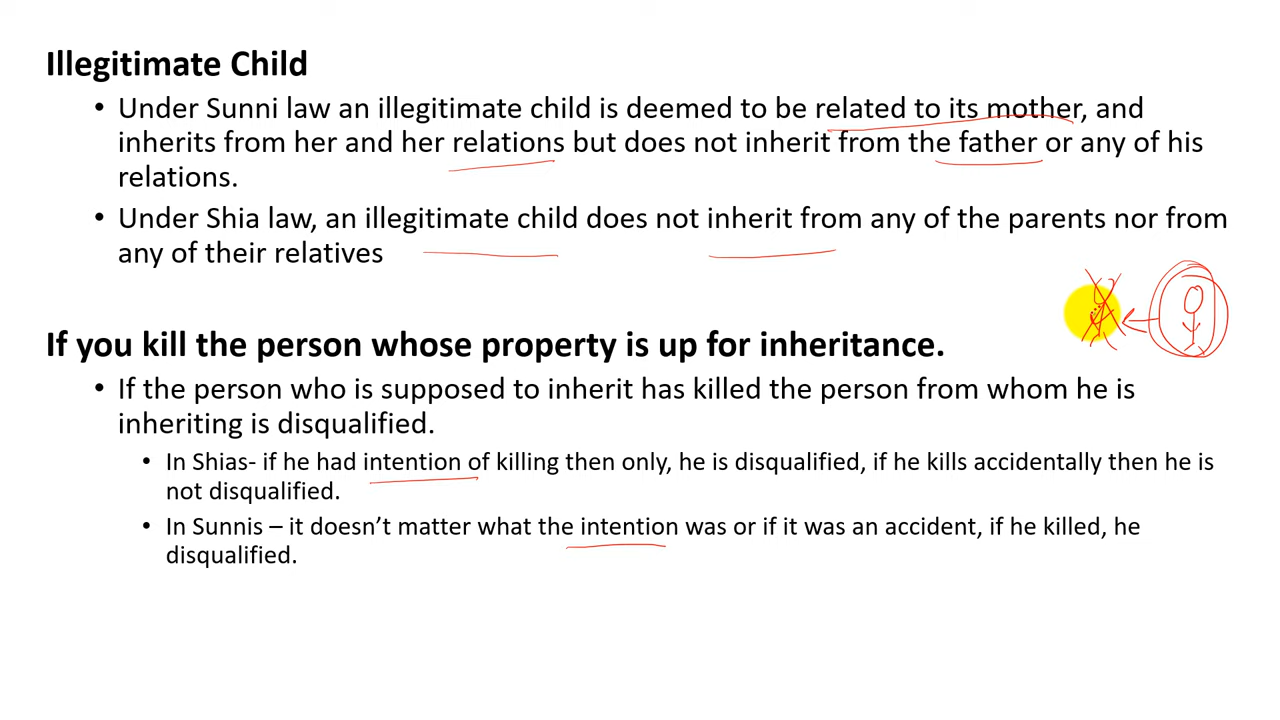 Illegitimate Child
• Under Sunni law an illegitimate child is deemed to be related to its mother, and
inherits from her and her relations but does not inherit from the father or any of his
relations.
• Under Shia law, an illegitimate child does not inherit from any of the parents nor from
any of their relatives
If you kill the person whose property is up for inheritance.
• If the person who is supposed to inherit has killed the person from whom he is
inheriting is disqualified.
• In Shias- if he had intention of killing then only, he is disqualified, if he kills accidentally then he is
not disqualified.
• In Sunnis – it doesn’t matter what the intention was or if it was an accident, if he killed, he
disqualified.